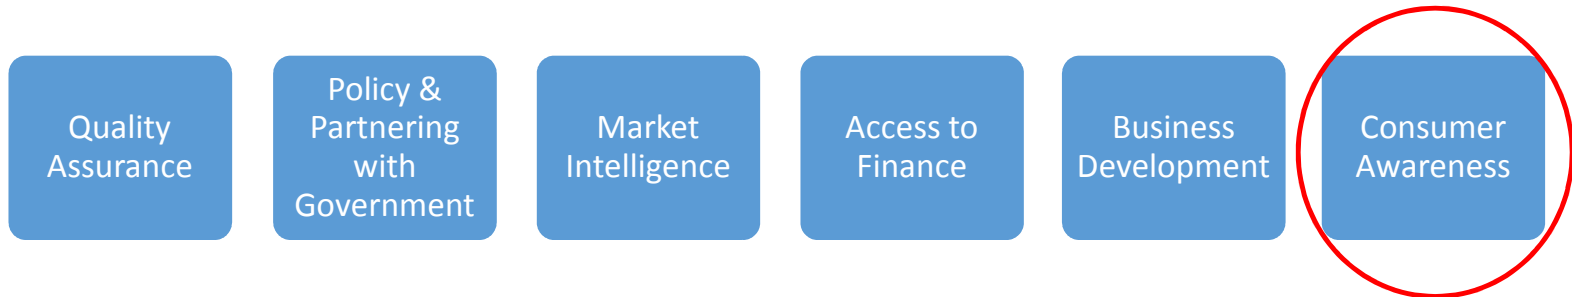 Quality
Assurance
Policy &
Partnering
with
Government
Market
Intelligence
Access to
Finance
Business
Development
Consumer
Awareness